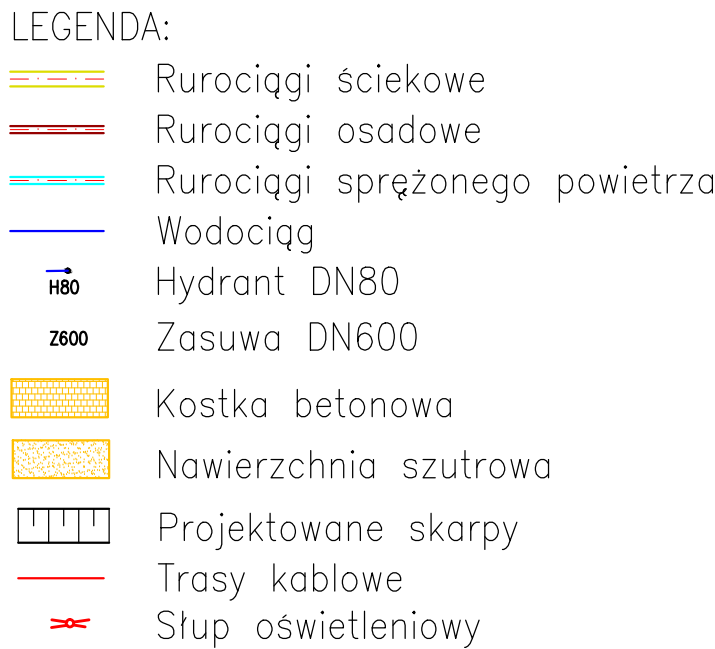 LEGENDA:
Rurociągi ściekowe
Rurociągi osadowe
Rurociągi sprężonego powietrza
Wodociąg
H80 Hydrant DN80
Z600 Zasuwa DN600
Kostka betonowa
Nawierzchnia szutrowa
Projektowane skarpy
Trasy kablowe
Słup oświetleniowy